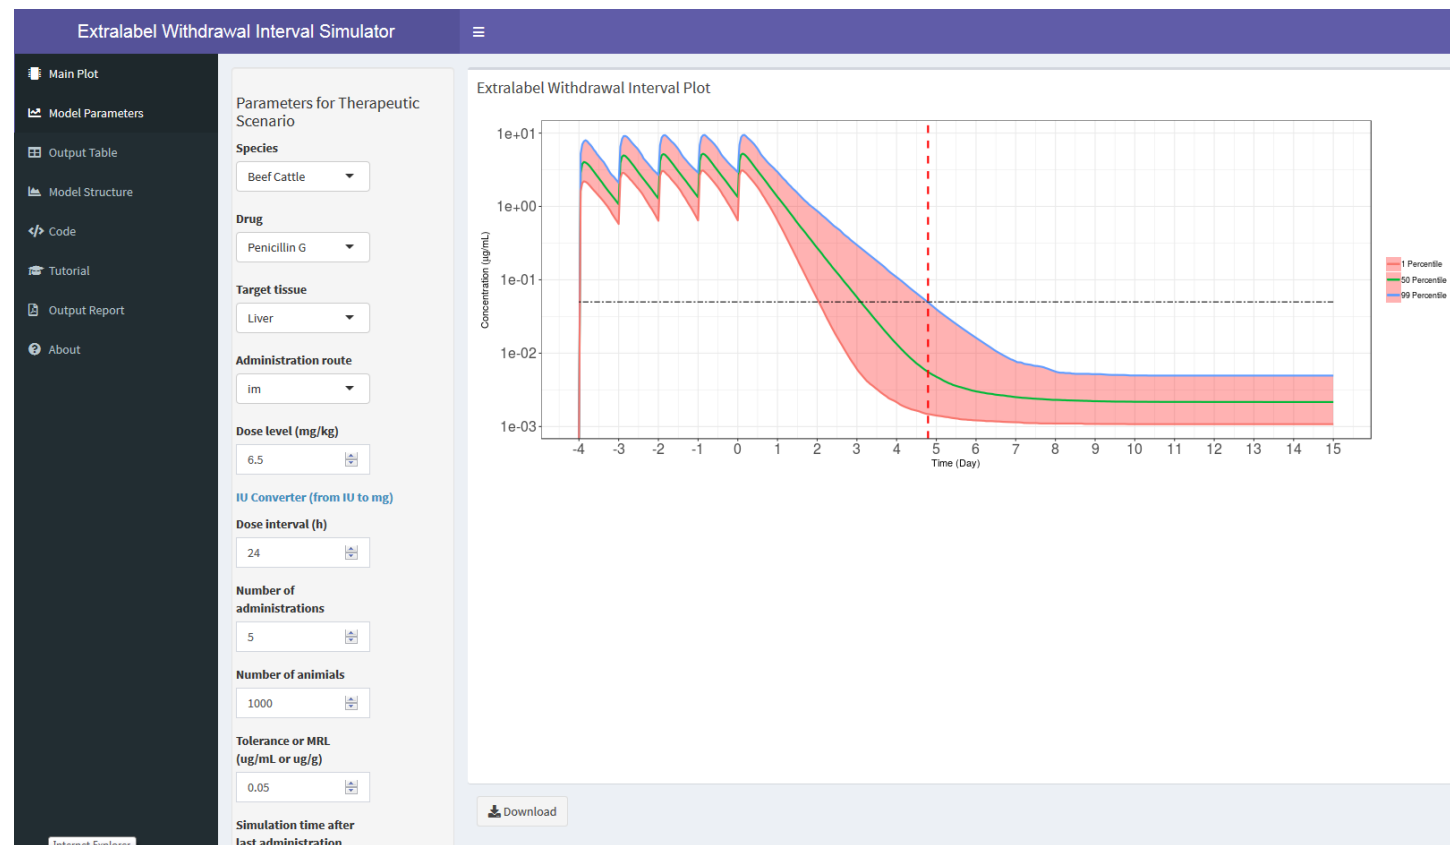 Extralabel Withdrawal Interval Simulator
Main Plot
Model Parameters
Output Table
Model Structure
Code
Tutorial
Output Report
About
Parameters for Therapeutic
Scenario
Species
Beef Cattle
Drug
Penicillin G
Target tissue
Liver
Administration route
im
Dose level (mg/kg)
6.5
IU Converter (from IU to mg)
Dose interval (h)
24
Number of
administrations
5
Number of animials
1000
Tolerance or MRL
(ug/mL or ug/g)
0.05
Simulation time after
last administration
Extralabel Withdrawal Interval Plot
Concentration (µg/mL)
1e+01
1e+00
1e-01
1e-02
1e-03
-4 -3 -2 -1 0 1 2 3 4 5 6 7 8 9 10 11 12 13 14 15
Time (Day)
1 Percentile
50 Percentile
99 Percentile
Download
Internet Explorer